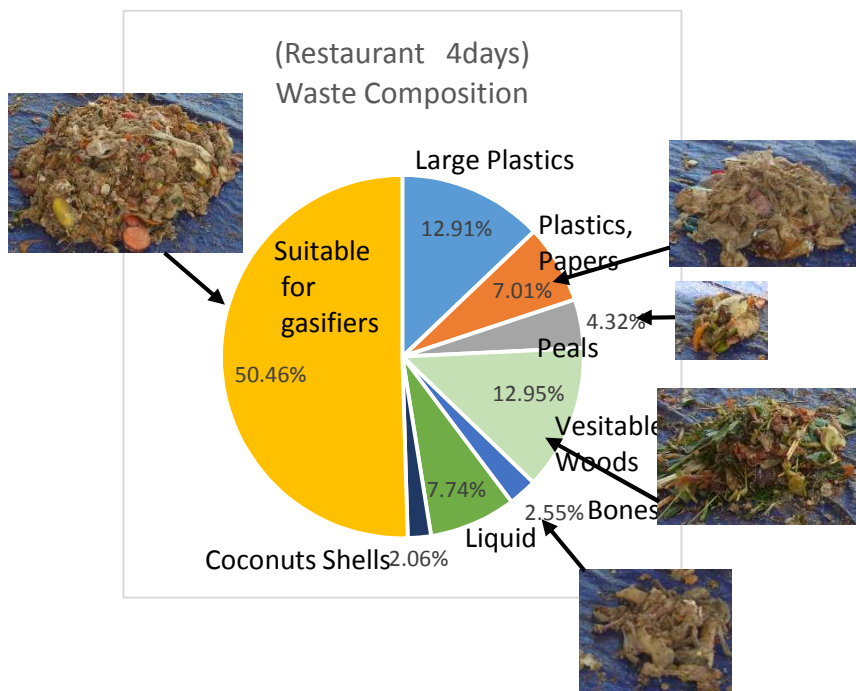 (Restaurant 4days)
Waste Composition
Large Plastics
12.91%
Plastics,
Papers
7.01%
4.32%
Peals
12.95%
Vesitable
Woods
2.55%
Bones
7.74%
Liquid
Coconuts Shells
2.06%
Suitable
for
gasifiers
50.46%